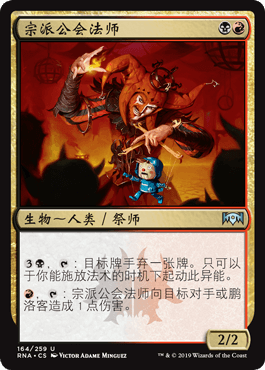 宗派公会法师
生物～人类／祭师
3，：目标牌手弃一张牌。只可以
于你能施放法术的时机下起动此异能。
，：宗派公会法师向目标对手或鹏
洛客造成1点伤害。
2/2
164/259 U
RNA • CS VICTOR ADAME MINGUEZ
™ & © 2019 Wizards of the Coast